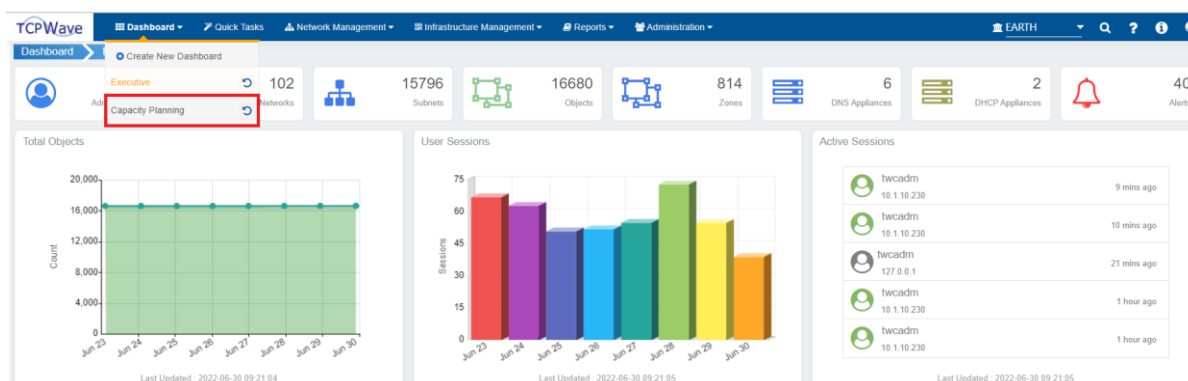 TCPWave
Dashboard
Quick Tasks
Network Management
Infrastructure Management
Reports
Administration
EARTH
Dashboard
Create New Dashboard
Executive
Capacity Planning
102
Networks
15796
Subnets
16680
Objects
814
Zones
6
DNS Appliances
2
DHCP Appliances
40
Alerts
Total Objects
20,000
16,000
12,000
8,000
4,000
0
Count
Jun 23
Jun 24
Jun 25
Jun 26
Jun 27
Jun 28
Jun 29
Jun 30
Last Updated : 2022-06-30 09:21:04
User Sessions
75
60
45
30
15
0
Sessions
Jun 23
Jun 24
Jun 25
Jun 26
Jun 27
Jun 28
Jun 29
Jun 30
Last Updated : 2022-06-30 09:21:05
Active Sessions
twcadm
10.1.10.230
9 mins ago
twcadm
10.1.10.230
10 mins ago
twcadm
127.0.0.1
21 mins ago
twcadm
10.1.10.230
1 hour ago
twcadm
10.1.10.230
1 hour ago
Last Updated : 2022-06-30 09:21:05